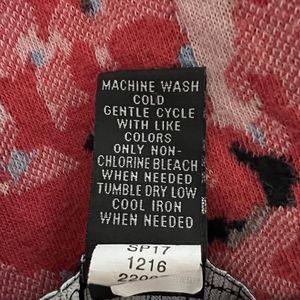 MACHINE WASH
COLD
GENTLE CYCLE
WITH LIKE
COLORS
ONLY NON-
CHLORINE BLEACH
WHEN NEEDED
TUMBLE DRY LOW
COOL IRON
WHEN NEEDED
SP17
1216